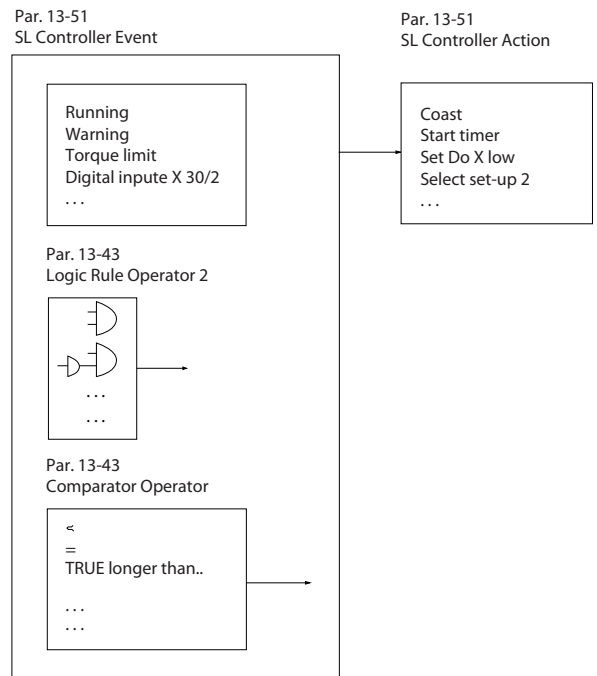 Par. 13-51
SL Controller Event
Par. 13-51
SL Controller Action
Running
Warning
Torque limit
Digital inpute X 30/2
. . .
Coast
Start timer
Set Do X low
Select set-up 2
. . .
Par. 13-43
Logic Rule Operator 2
. . .
. . .
Par. 13-43
Comparator Operator
=
TRUE longer than..
. . .
. . .